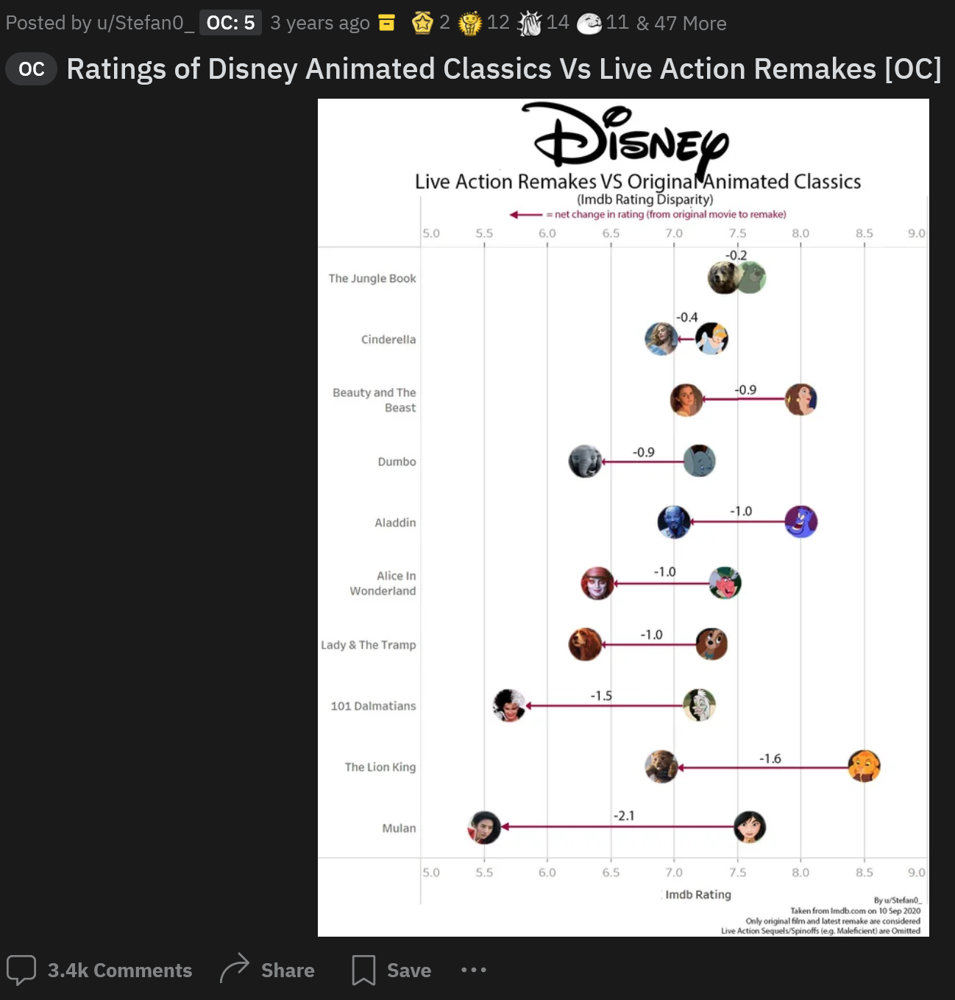 Posted by u/Stefan0_ OC: 5 3 years ago 2 12 14 11 & 47 More
OC Ratings of Disney Animated Classics Vs Live Action Remakes [OC]
Disney
Live Action Remakes VS Original Animated Classics
(Imdb Rating Disparity)
= net change in rating (from original movie to remake)
5.0 5.5 6.0 6.5 7.0 7.5 8.0 8.5 9.0
-0.2
The Jungle Book
-0.4
Cinderella
Beauty and The
Beast
-0.9
-0.9
Dumbo
-1.0
Aladdin
Alice In
Wonderland
-1.0
-1.0
Lady & The Tramp
-1.5
101 Dalmatians
-1.6
The Lion King
-2.1
Mulan
5.0 5.5 6.0 6.5 7.0 7.5 8.0 8.5 9.0
Imdb Rating
By u/Stefan0_
Taken from Imdb.com on 10 Sep 2020
Only original film and latest remake are considered
Live Action Sequels/Spinoffs (e.g. Maleficient) are Omitted
3.4k Comments Share Save